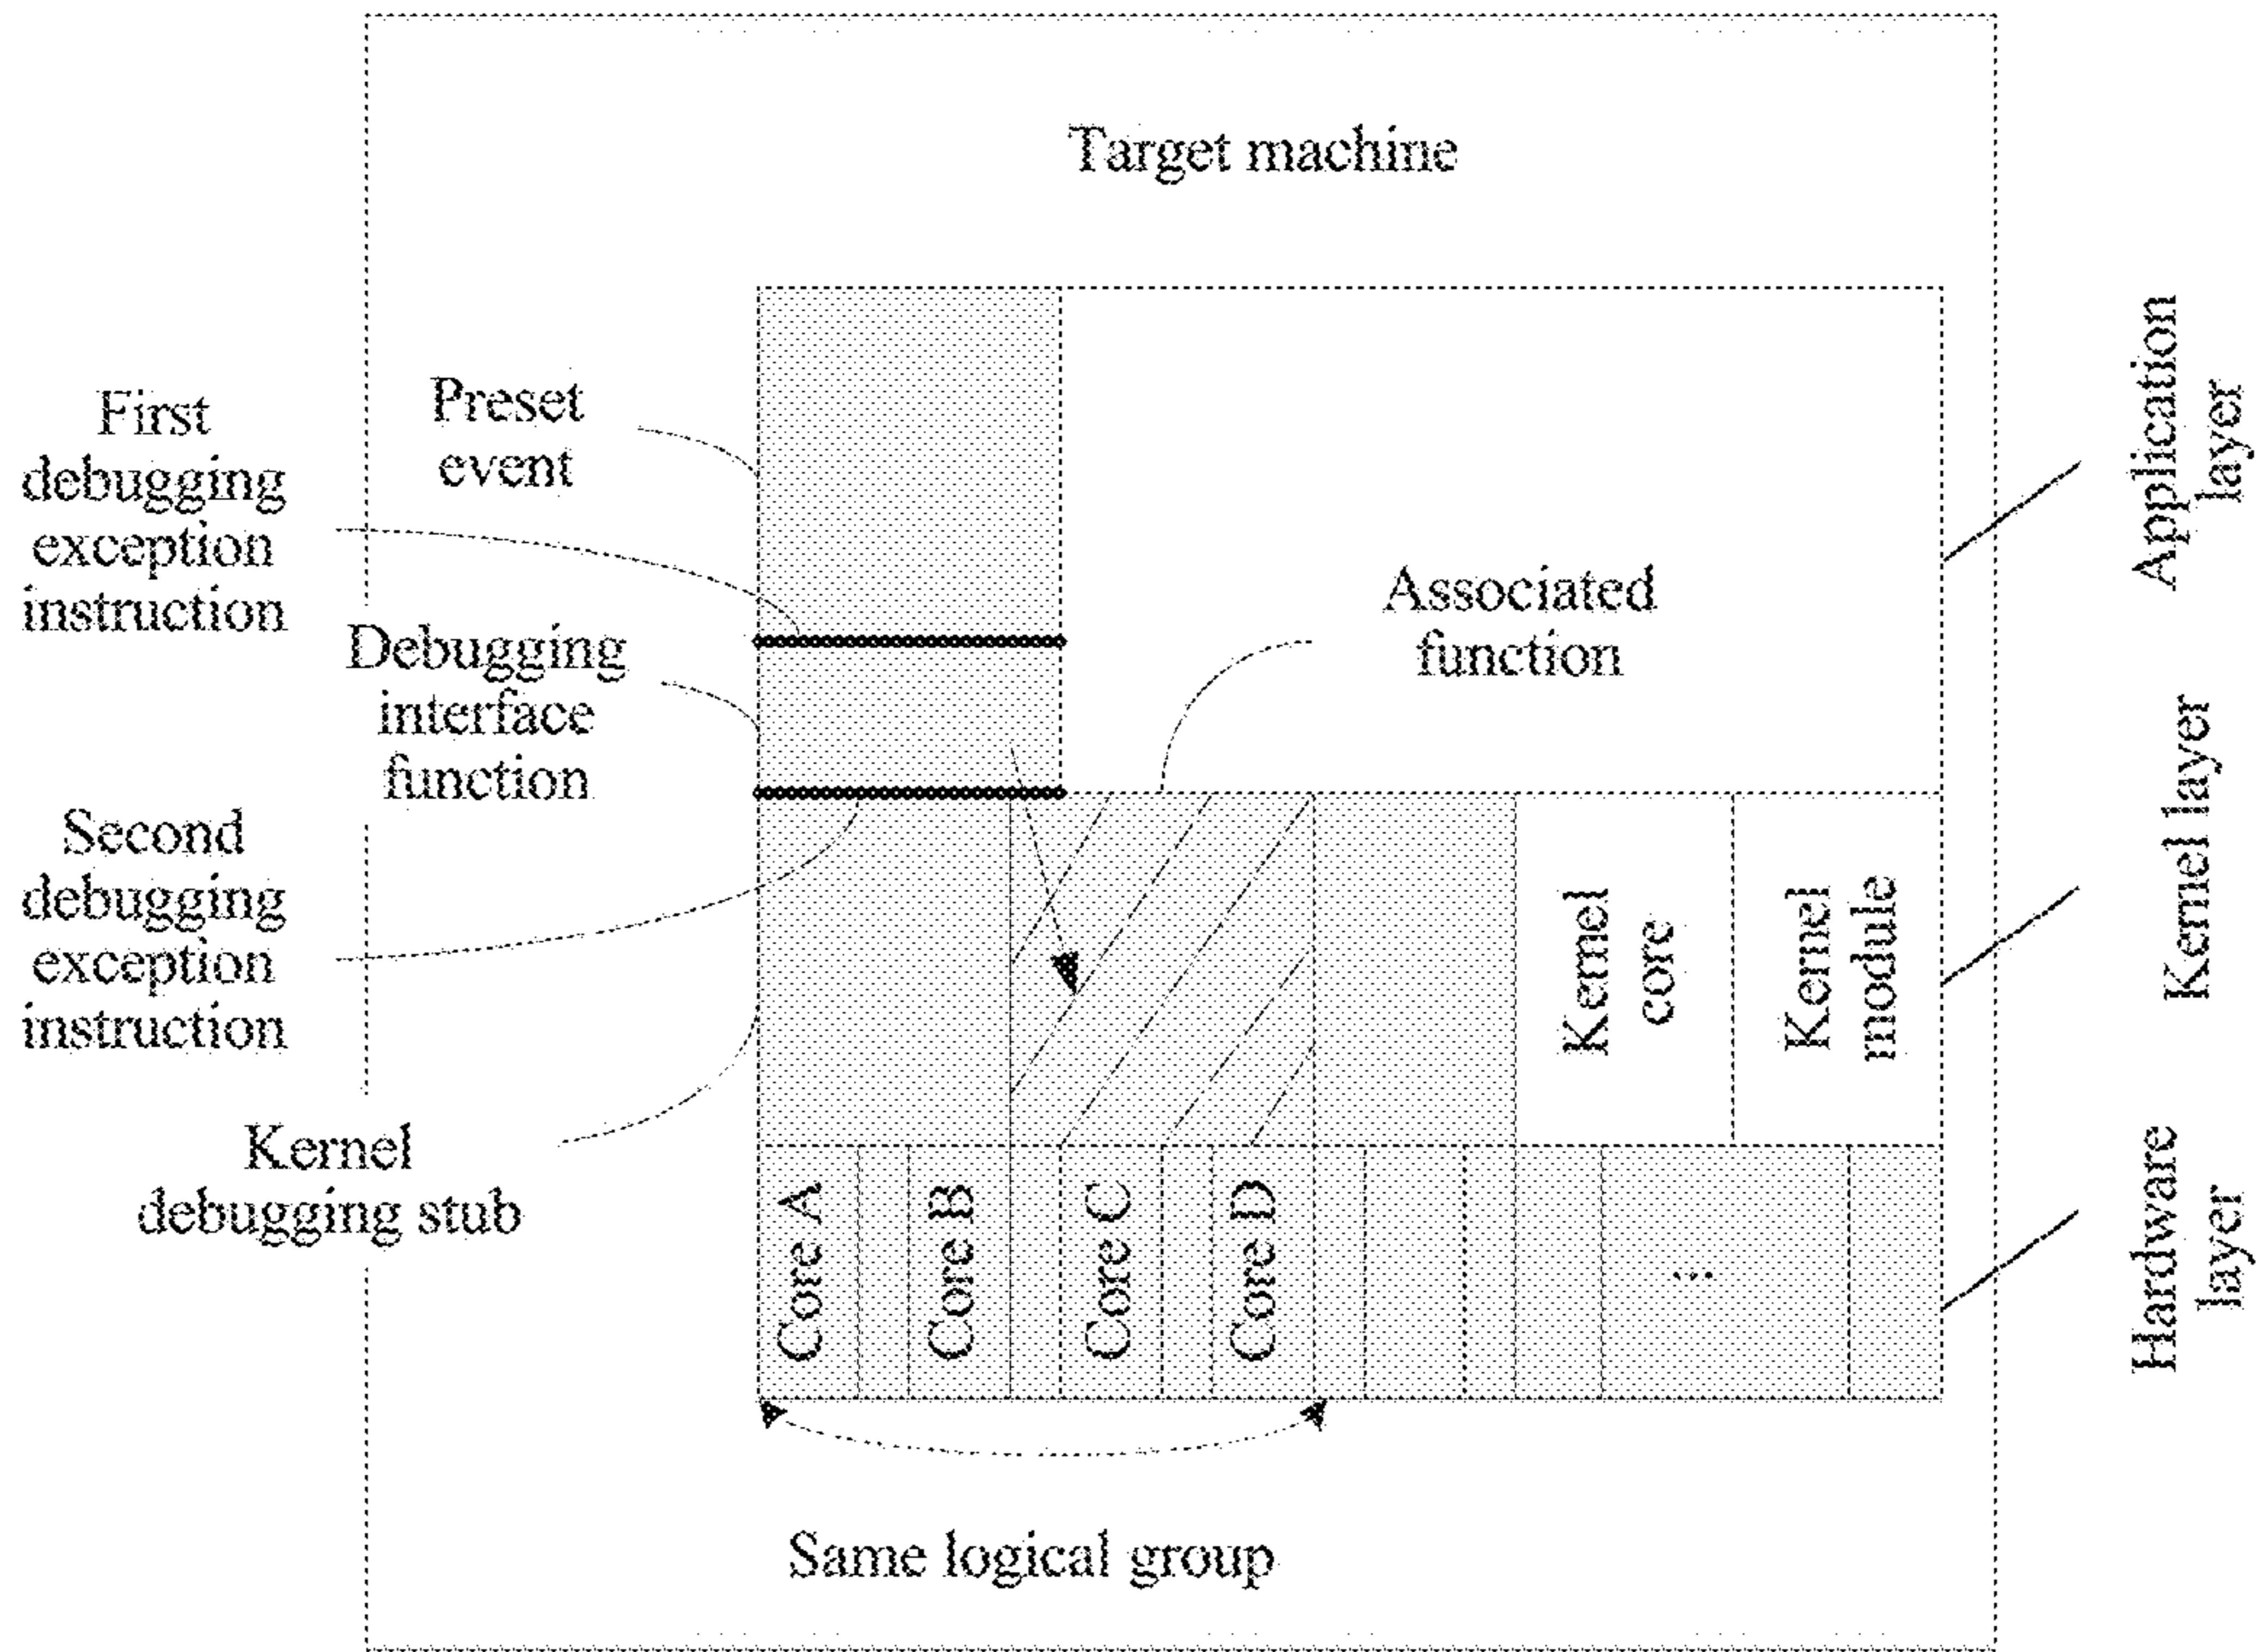 Target machine
First
debugging
exception
instruction
Preset
event
Debugging
interface
function
Associated
function
Second
debugging
exception
instruction
Kernel
debugging stub
Kernel
core
Kernel
module
Core A
Core B
Core C
Core D
...
Same logical group
Application
layer
Kernel layer
Hardware
layer